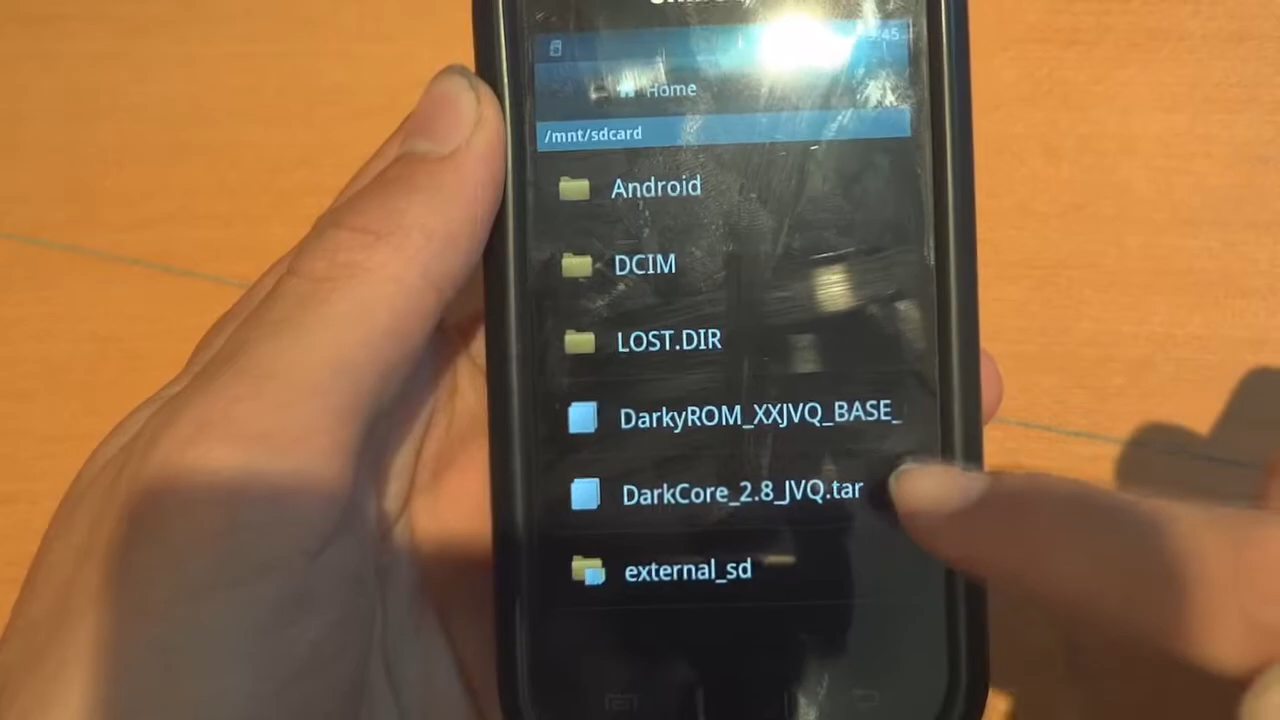 Home
/mnt/sdcard
Android
DCIM
LOST.DIR
DarkyROM_XXJVQ_BASE_
DarkCore_2.8_JVQ.tar
external_sd